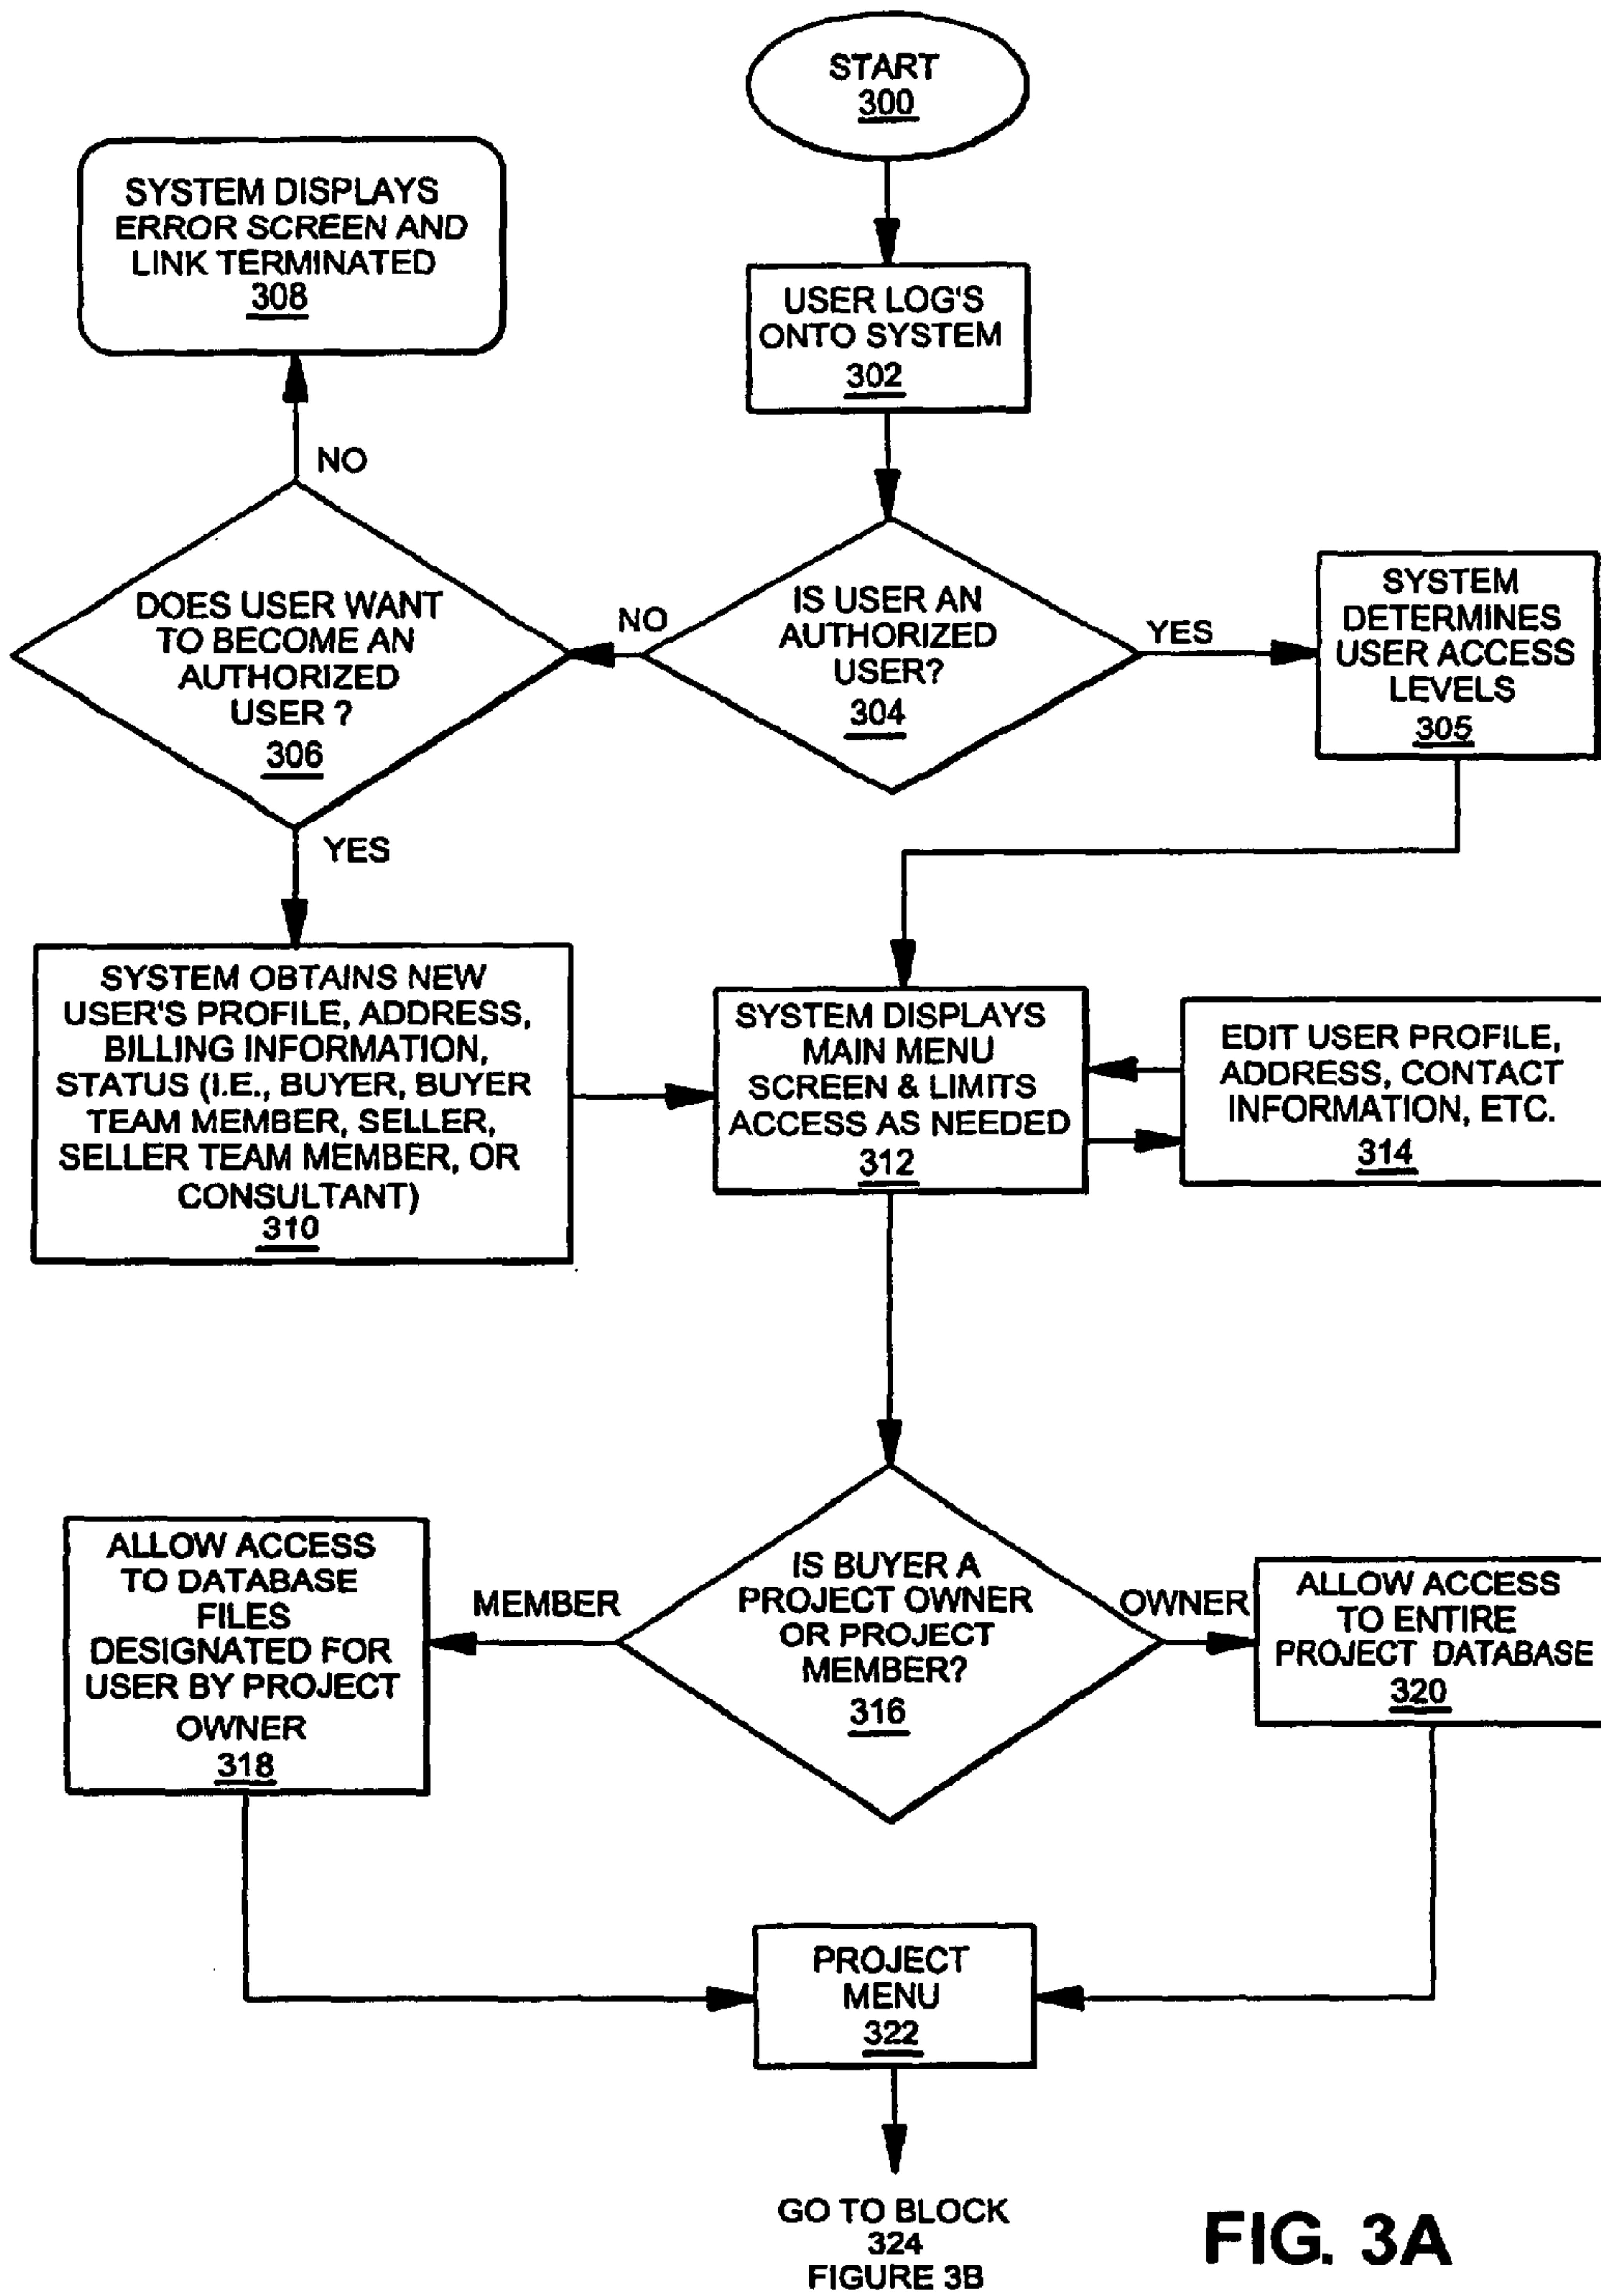 START
300
SYSTEM DISPLAYS
ERROR SCREEN AND
LINK TERMINATED
308
USER LOG'S
ONTO SYSTEM
302
NO
DOES USER WANT
TO BECOME AN
AUTHORIZED
USER ?
306
NO
IS USER AN
AUTHORIZED
USER?
304
YES
SYSTEM
DETERMINES
USER ACCESS
LEVELS
305
YES
SYSTEM OBTAINS NEW
USER'S PROFILE, ADDRESS,
BILLING INFORMATION,
STATUS (I.E., BUYER, BUYER
TEAM MEMBER, SELLER,
SELLER TEAM MEMBER, OR
CONSULTANT)
310
SYSTEM DISPLAYS
MAIN MENU
SCREEN & LIMITS
ACCESS AS NEEDED
312
EDIT USER PROFILE,
ADDRESS, CONTACT
INFORMATION, ETC.
314
ALLOW ACCESS
TO DATABASE
FILES
DESIGNATED FOR
USER BY PROJECT
OWNER
318
MEMBER
IS BUYER A
PROJECT OWNER
OR PROJECT
MEMBER?
316
OWNER
ALLOW ACCESS
TO ENTIRE
PROJECT DATABASE
320
PROJECT
MENU
322
GO TO BLOCK
324
FIGURE 3B
FIG. 3A